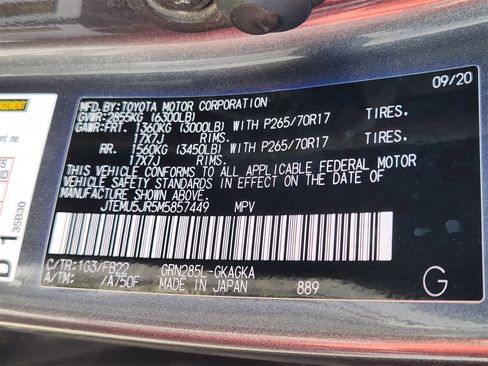 09/20
MFD.BY:TOYOTA MOTOR CORPORATION
GVWR:2855KG (6300LB)
GAWR:FRT. 1360KG (3000LB) WITH P265/70R17 TIRES.
17X7J RIMS.
RR. 1560KG (3450LB) WITH P265/70R17 TIRES.
17X7J RIMS.
THIS VEHICLE CONFORMS TO ALL APPLICABLE FEDERAL MOTOR
VEHICLE SAFETY STANDARDS IN EFFECT ON THE DATE OF
MANUFACTURE SHOWN ABOVE.
JTEMU5JR5M5857449 MPV
C/TR:1G3/FB22 GRN285L-GKAGKA
A/TM: /A750F MADE IN JAPAN 889
G
35B30